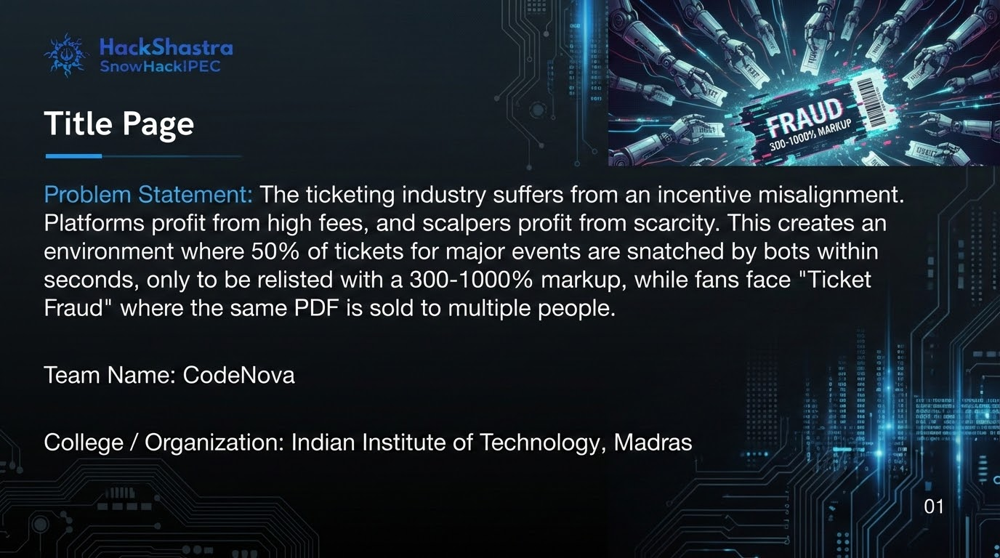 HackShastra
SnowHackIPEC
FRAUD
300-1000% MARKUP
Title Page
Problem Statement: The ticketing industry suffers from an incentive misalignment.
Platforms profit from high fees, and scalpers profit from scarcity. This creates an
environment where 50% of tickets for major events are snatched by bots within
seconds, only to be relisted with a 300-1000% markup, while fans face "Ticket
Fraud" where the same PDF is sold to multiple people.
Team Name: CodeNova
College / Organization: Indian Institute of Technology, Madras
01